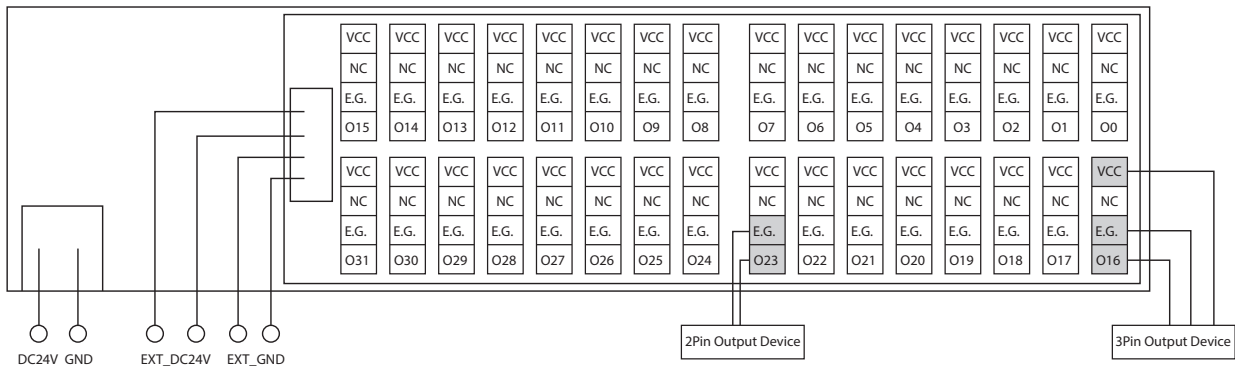 VCC VCC VCC VCC VCC VCC VCC VCC VCC VCC VCC VCC VCC VCC VCC VCC
NC NC NC NC NC NC NC NC NC NC NC NC NC NC NC NC
E.G. E.G. E.G. E.G. E.G. E.G. E.G. E.G. E.G. E.G. E.G. E.G. E.G. E.G. E.G. E.G.
O15 O14 O13 O12 O11 O10 O9 O8 O7 O6 O5 O4 O3 O2 O1 O0
VCC VCC VCC VCC VCC VCC VCC VCC VCC VCC VCC VCC VCC VCC VCC VCC
NC NC NC NC NC NC NC NC NC NC NC NC NC NC NC NC
E.G. E.G. E.G. E.G. E.G. E.G. E.G. E.G. E.G. E.G. E.G. E.G. E.G. E.G. E.G. E.G.
O31 O30 O29 O28 O27 O26 O25 O24 O23 O22 O21 O20 O19 O18 O17 O16
2Pin Output Device 3Pin Output Device
DC24V GND EXT_DC24V EXT_GND